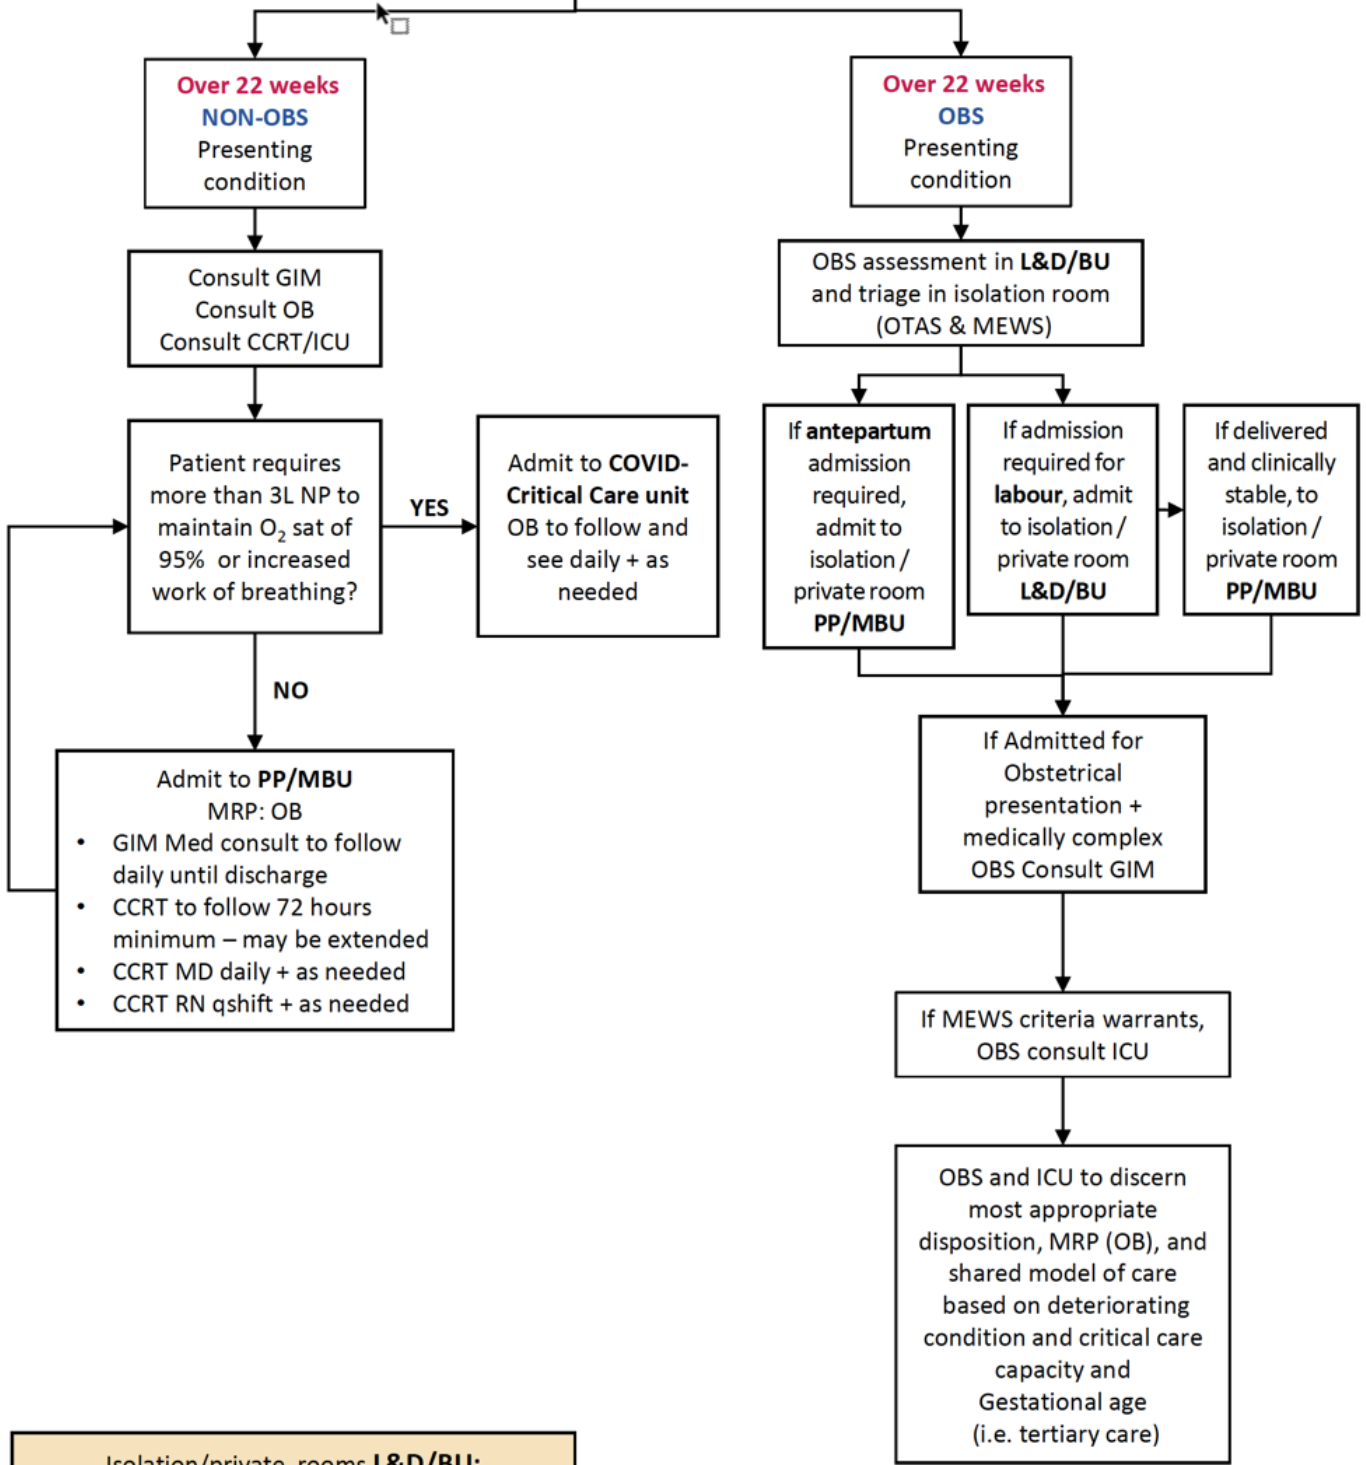 Over 22 weeks
NON-OBS
Presenting
condition
Consult GIM
Consult OB
Consult CCRT/ICU
Patient requires
more than 3L NP to
maintain O₂ sat of
95% or increased
work of breathing?
YES
Admit to COVID-
Critical Care unit
OB to follow and
see daily + as
needed
NO
Admit to PP/MBU
MRP: OB
• GIM Med consult to follow
daily until discharge
• CCRT to follow 72 hours
minimum – may be extended
• CCRT MD daily + as needed
• CCRT RN qshift + as needed
Over 22 weeks
OBS
Presenting
condition
OBS assessment in L&D/BU
and triage in isolation room
(OTAS & MEWS)
If antepartum
admission
required,
admit to
isolation /
private room
PP/MBU
If admission
required for
labour, admit
to isolation /
private room
L&D/BU
If delivered
and clinically
stable, to
isolation /
private room
PP/MBU
If Admitted for
Obstetrical
presentation +
medically complex
OBS Consult GIM
If MEWS criteria warrants,
OBS consult ICU
OBS and ICU to discern
most appropriate
disposition, MRP (OB), and
shared model of care
based on deteriorating
condition and critical care
capacity and
Gestational age
(i.e. tertiary care)
Isolation/private rooms L&D/BU: